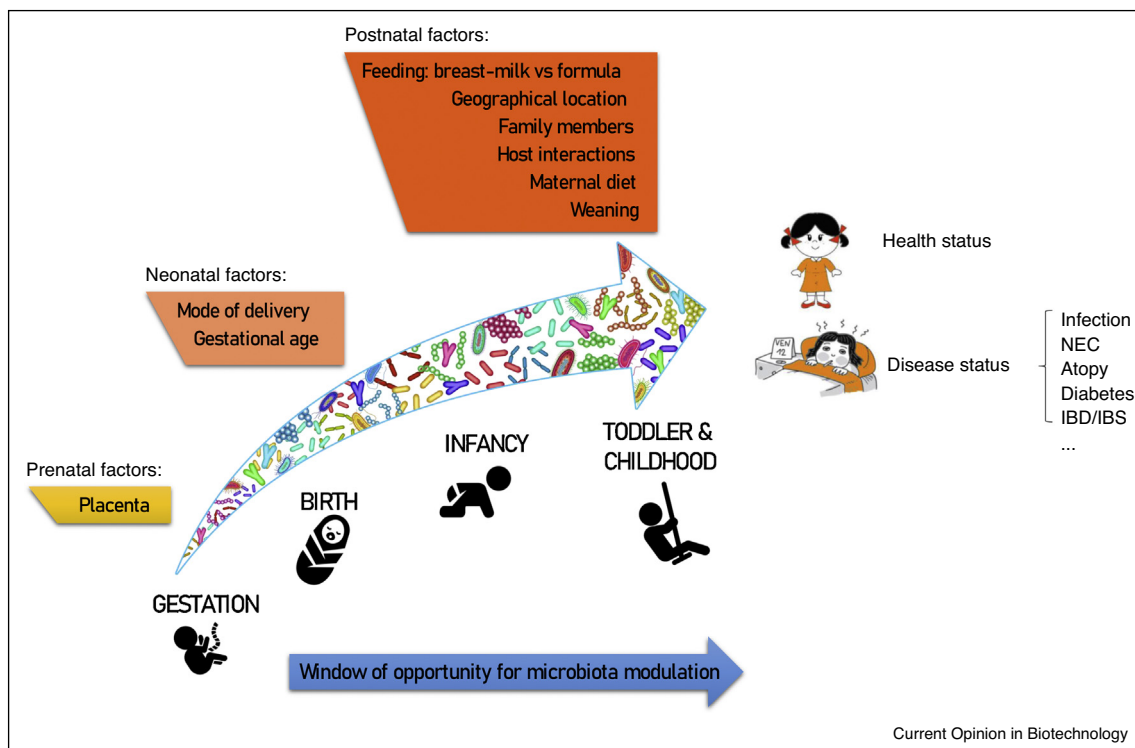 Postnatal factors:
Feeding: breast-milk vs formula
Geographical location
Family members
Host interactions
Maternal diet
Weaning
Neonatal factors:
Mode of delivery
Gestational age
Prenatal factors:
Placenta
GESTATION
BIRTH
INFANCY
TODDLER &
CHILDHOOD
Health status
VEN
12
Disease status
Infection
NEC
Atopy
Diabetes
IBD/IBS
...
Window of opportunity for microbiota modulation
Current Opinion in Biotechnology